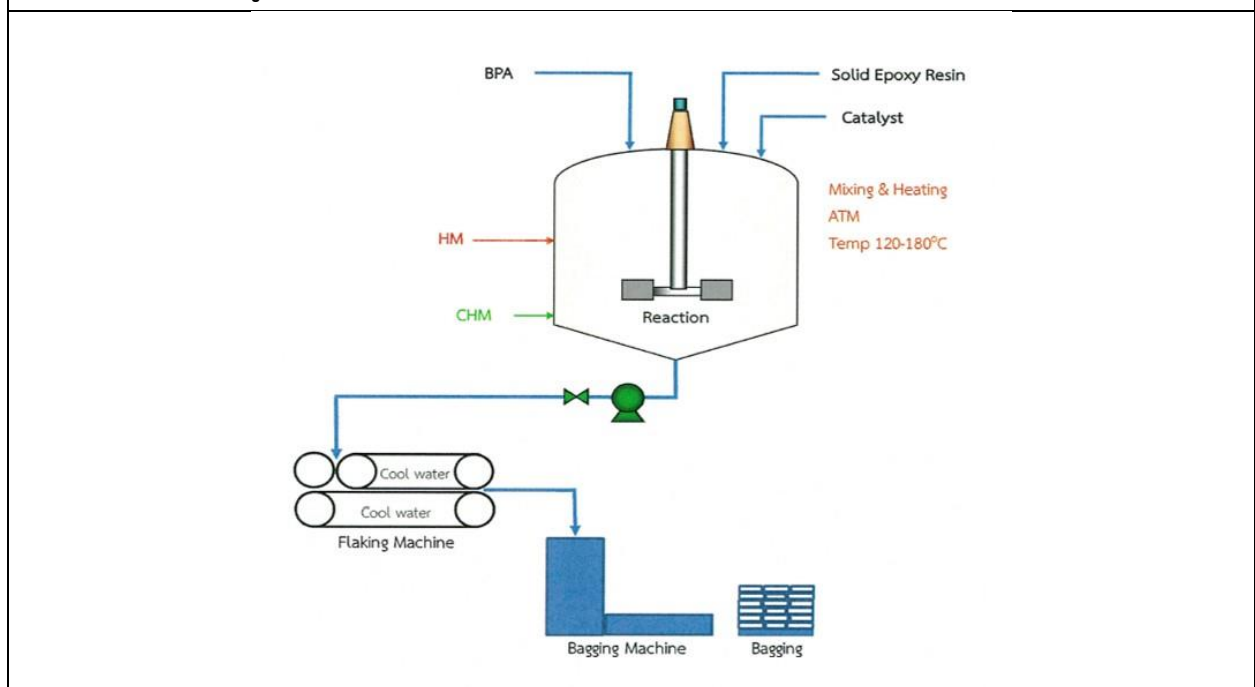 BPA
Solid Epoxy Resin
Catalyst
Mixing & Heating
ATM
Temp 120-180⁰C
HM
CHM
Reaction
Cool water
Cool water
Flaking Machine
Bagging Machine
Bagging